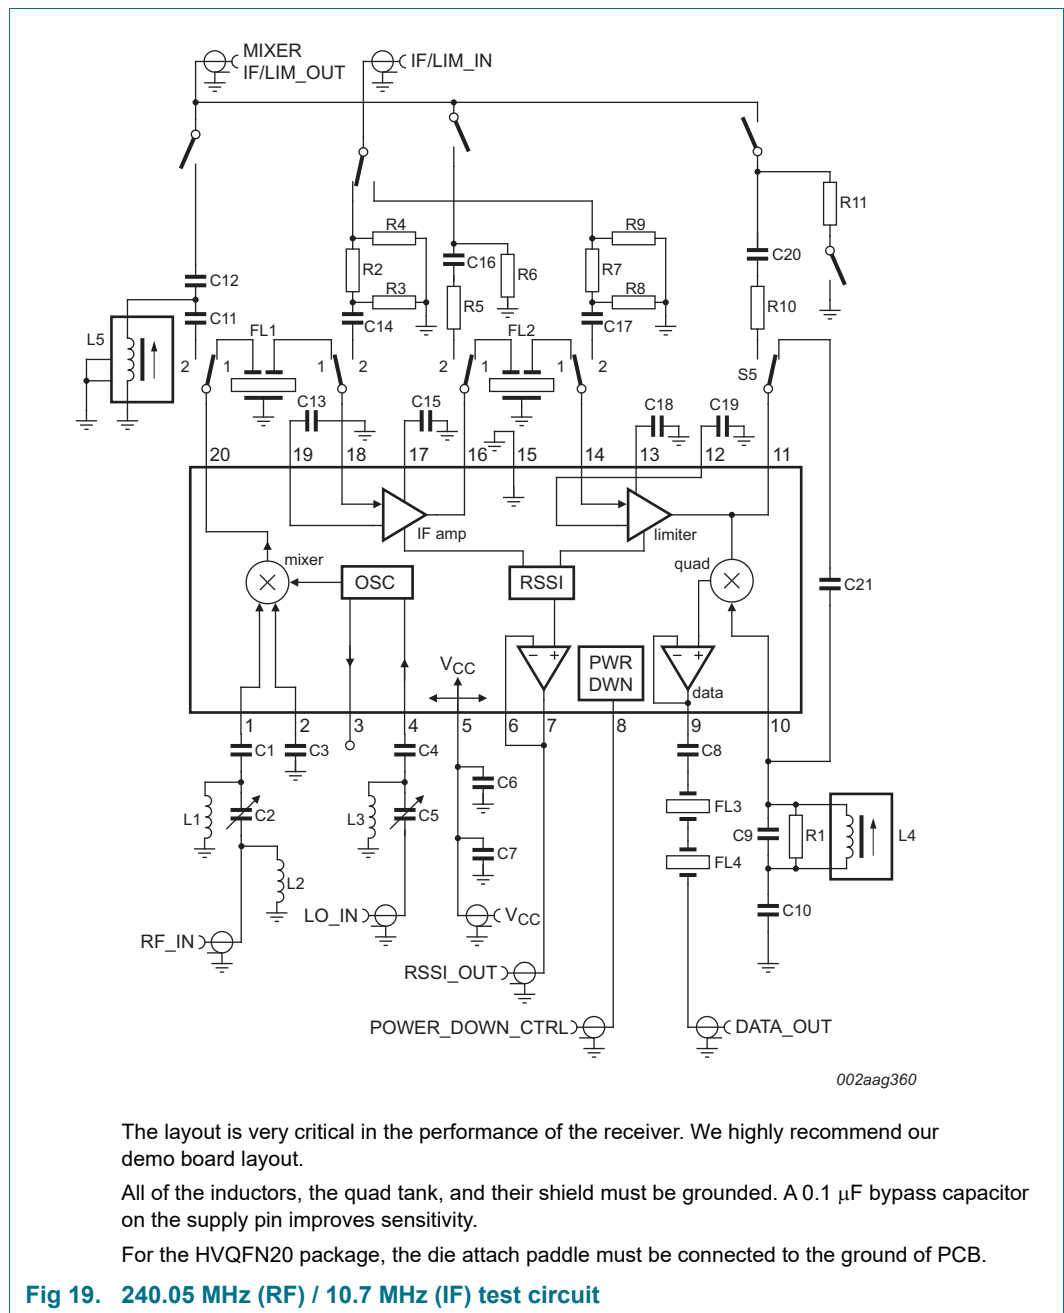 MIXER
IF/LIM_OUT
IF/LIM_IN
R11
R4
R9
C12
R2
C16
R6
R7
C20
R3
R8
C11
C14
R5
C17
R10
L5
FL1
FL2
2
1
1
2
1
1
2
S5
C13
C15
C18
C19
20
19
18
17
16
15
14
13
12
11
IF amp
limiter
mixer
quad
OSC
RSSI
C21
VCC
−
+
PWR
DWN
−
+
data
1
2
3
4
5
6
7
8
9
10
C1
C3
C4
C8
C6
L1
C2
L3
C5
FL3
C9
R1
L4
C7
FL4
L2
LO_IN
VCC
C10
RF_IN
RSSI_OUT
POWER_DOWN_CTRL
DATA_OUT
002aag360
The layout is very critical in the performance of the receiver. We highly recommend our
demo board layout.
All of the inductors, the quad tank, and their shield must be grounded. A 0.1 μF bypass capacitor
on the supply pin improves sensitivity.
For the HVQFN20 package, the die attach paddle must be connected to the ground of PCB.
Fig 19. 240.05 MHz (RF) / 10.7 MHz (IF) test circuit